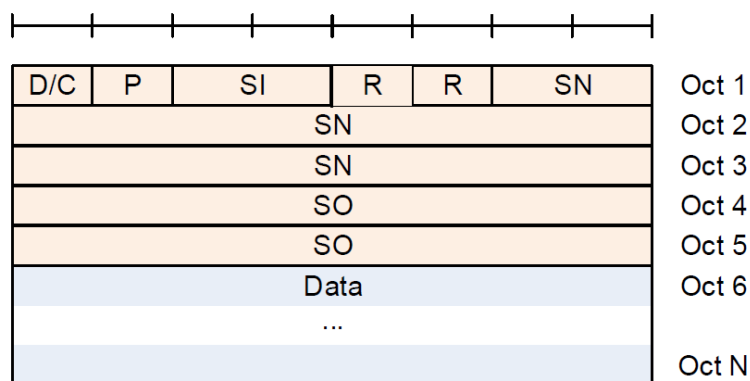 D/C P SI R R SN Oct 1
SN Oct 2
SN Oct 3
SO Oct 4
SO Oct 5
Data Oct 6
...
Oct N